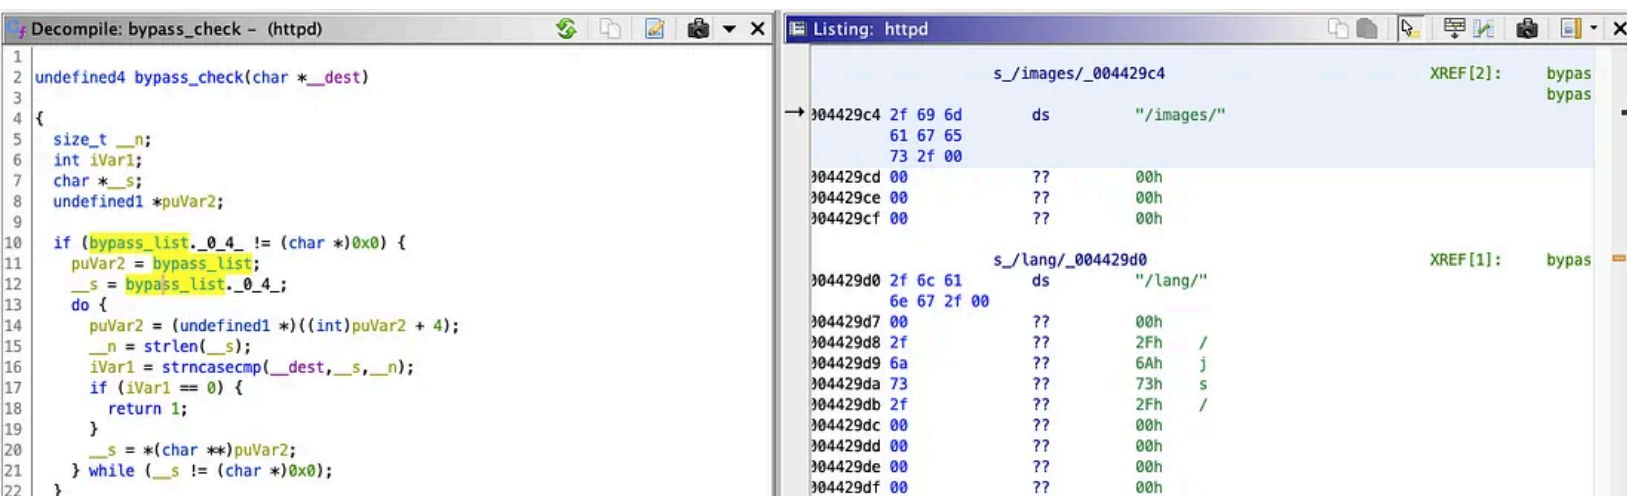 Decompile: bypass_check – (httpd)
1
2 undefined4 bypass_check(char *__dest)
3
4 {
5 size_t __n;
6 int iVar1;
7 char *__s;
8 undefined1 *puVar2;
9
10 if (bypass_list._0_4_ != (char *)0x0) {
11 puVar2 = bypass_list;
12 __s = bypass_list._0_4_;
13 do {
14 puVar2 = (undefined1 *)((int)puVar2 + 4);
15 __n = strlen(__s);
16 iVar1 = strncasecmp(__dest,__s,__n);
17 if (iVar1 == 0) {
18 return 1;
19 }
20 __s = *(char **)puVar2;
21 } while (__s != (char *)0x0);
22 }
Listing: httpd
s_/images/_004429c4 XREF[2]: bypas
bypas
004429c4 2f 69 6d ds "/images/"
61 67 65
73 2f 00
004429cd 00 ?? 00h
004429ce 00 ?? 00h
004429cf 00 ?? 00h
s_/lang/_004429d0 XREF[1]: bypas
004429d0 2f 6c 61 ds "/lang/"
6e 67 2f 00
004429d7 00 ?? 00h
004429d8 2f ?? 2Fh /
004429d9 6a ?? 6Ah j
004429da 73 ?? 73h s
004429db 2f ?? 2Fh /
004429dc 00 ?? 00h
004429dd 00 ?? 00h
004429de 00 ?? 00h
004429df 00 ?? 00h